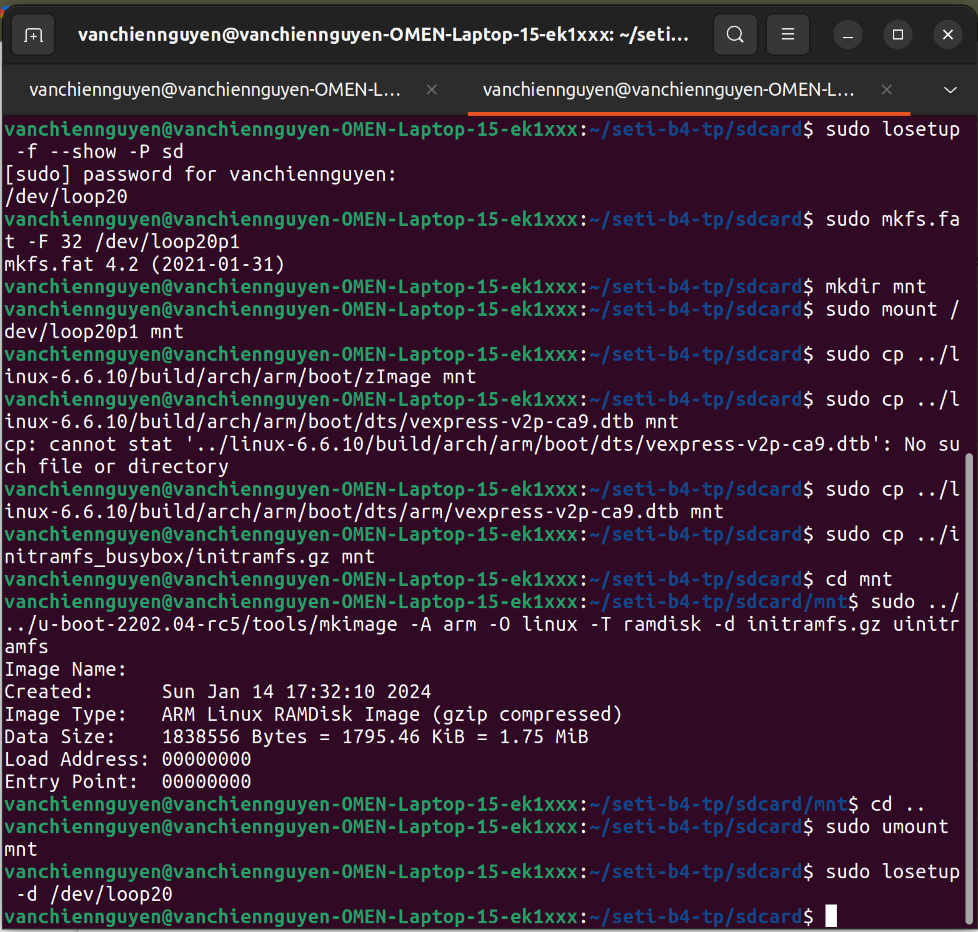 vanchiennguyen@vanchiennguyen-OMEN-Laptop-15-ek1xxx: ~/seti...
vanchiennguyen@vanchiennguyen-OMEN-L...
vanchiennguyen@vanchiennguyen-OMEN-L...
vanchiennguyen@vanchiennguyen-OMEN-Laptop-15-ek1xxx:~/seti-b4-tp/sdcard$ sudo losetup
 -f --show -P sd
[sudo] password for vanchiennguyen:
/dev/loop20
vanchiennguyen@vanchiennguyen-OMEN-Laptop-15-ek1xxx:~/seti-b4-tp/sdcard$ sudo mkfs.fa
t -F 32 /dev/loop20p1
mkfs.fat 4.2 (2021-01-31)
vanchiennguyen@vanchiennguyen-OMEN-Laptop-15-ek1xxx:~/seti-b4-tp/sdcard$ mkdir mnt
vanchiennguyen@vanchiennguyen-OMEN-Laptop-15-ek1xxx:~/seti-b4-tp/sdcard$ sudo mount /
dev/loop20p1 mnt
vanchiennguyen@vanchiennguyen-OMEN-Laptop-15-ek1xxx:~/seti-b4-tp/sdcard$ sudo cp ../l
inux-6.6.10/build/arch/arm/boot/zImage mnt
vanchiennguyen@vanchiennguyen-OMEN-Laptop-15-ek1xxx:~/seti-b4-tp/sdcard$ sudo cp ../l
inux-6.6.10/build/arch/arm/boot/dts/vexpress-v2p-ca9.dtb mnt
cp: cannot stat '../linux-6.6.10/build/arch/arm/boot/dts/vexpress-v2p-ca9.dtb': No su
ch file or directory
vanchiennguyen@vanchiennguyen-OMEN-Laptop-15-ek1xxx:~/seti-b4-tp/sdcard$ sudo cp ../l
inux-6.6.10/build/arch/arm/boot/dts/arm/vexpress-v2p-ca9.dtb mnt
vanchiennguyen@vanchiennguyen-OMEN-Laptop-15-ek1xxx:~/seti-b4-tp/sdcard$ sudo cp ../i
nitramfs_busybox/initramfs.gz mnt
vanchiennguyen@vanchiennguyen-OMEN-Laptop-15-ek1xxx:~/seti-b4-tp/sdcard$ cd mnt
vanchiennguyen@vanchiennguyen-OMEN-Laptop-15-ek1xxx:~/seti-b4-tp/sdcard/mnt$ sudo ../
../u-boot-2202.04-rc5/tools/mkimage -A arm -O linux -T ramdisk -d initramfs.gz uinitr
amfs
Image Name:
Created:      Sun Jan 14 17:32:10 2024
Image Type:   ARM Linux RAMDisk Image (gzip compressed)
Data Size:    1838556 Bytes = 1795.46 KiB = 1.75 MiB
Load Address: 00000000
Entry Point:  00000000
vanchiennguyen@vanchiennguyen-OMEN-Laptop-15-ek1xxx:~/seti-b4-tp/sdcard/mnt$ cd ..
vanchiennguyen@vanchiennguyen-OMEN-Laptop-15-ek1xxx:~/seti-b4-tp/sdcard$ sudo umount
mnt
vanchiennguyen@vanchiennguyen-OMEN-Laptop-15-ek1xxx:~/seti-b4-tp/sdcard$ sudo losetup
 -d /dev/loop20
vanchiennguyen@vanchiennguyen-OMEN-Laptop-15-ek1xxx:~/seti-b4-tp/sdcard$